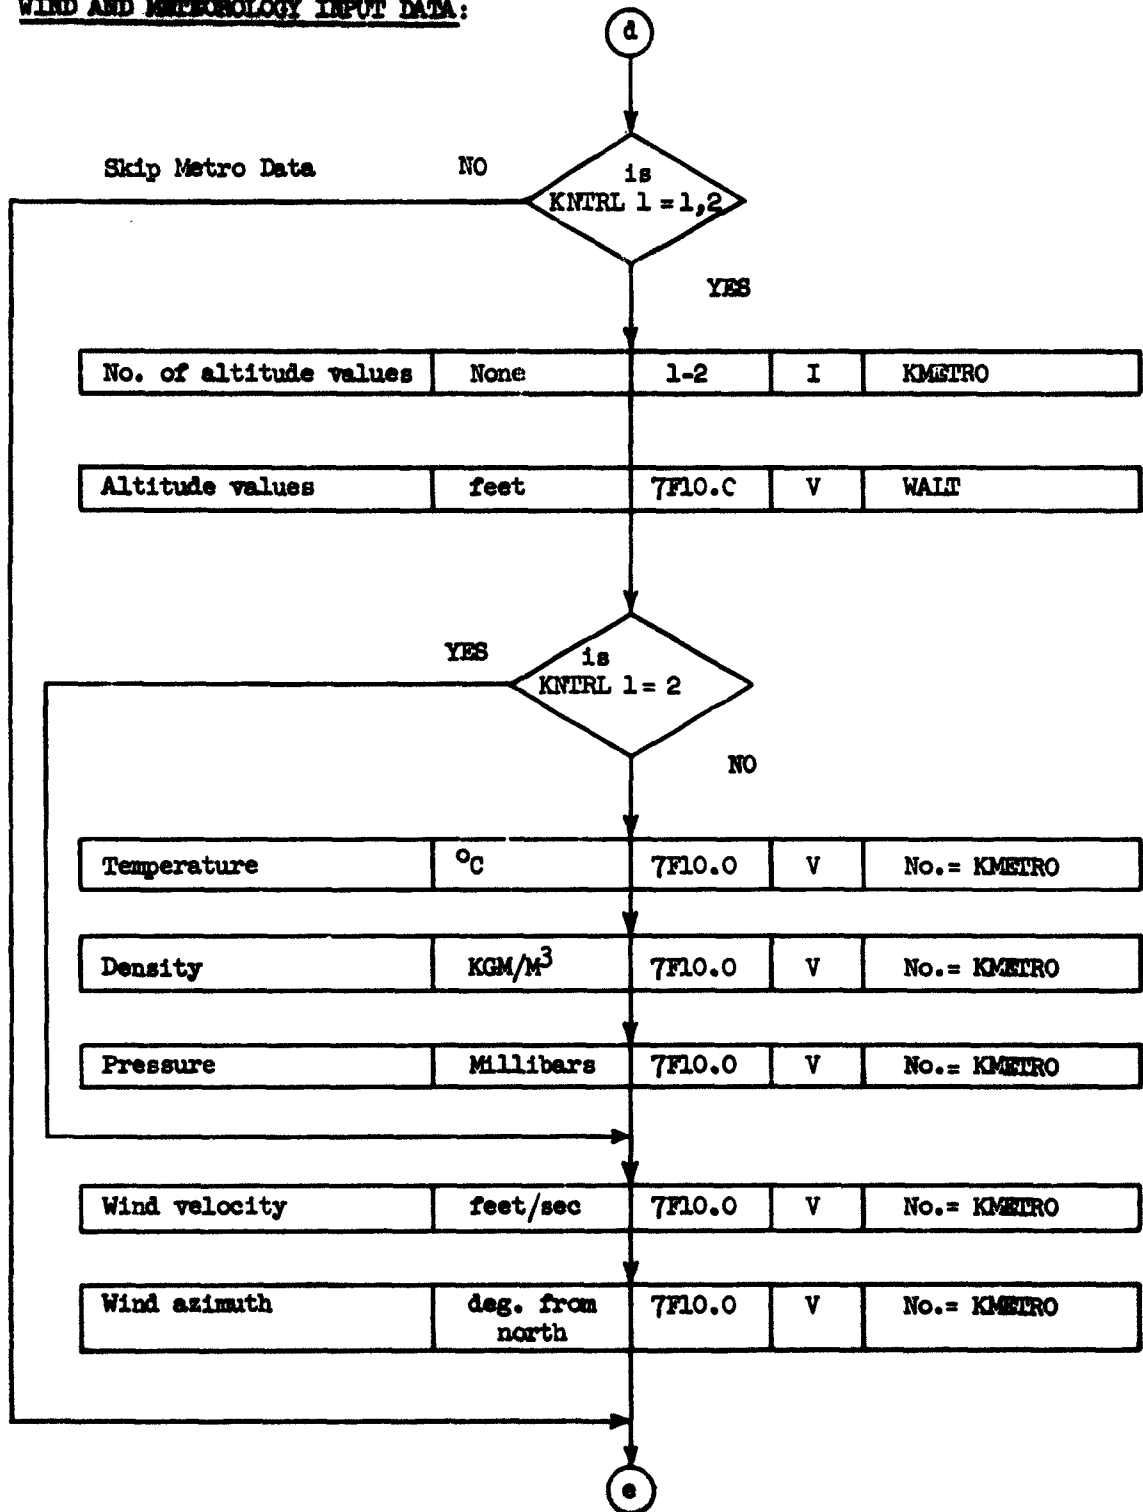 WIND AND METEOROLOGY INPUT DATA:
d
Skip Metro Data NO
is
KNTRL 1 = 1,2
YES
No. of altitude values None 1-2 I KMETRO
Altitude values feet 7F10.C V WALT
YES
is
KNTRL 1 = 2
NO
Temperature °C 7F10.0 V No.= KMETRO
Density KGM/M³ 7F10.0 V No.= KMETRO
Pressure Millibars 7F10.0 V No.= KMETRO
Wind velocity feet/sec 7F10.0 V No.= KMETRO
Wind azimuth deg. from 7F10.0 V No.= KMETRO
north
e